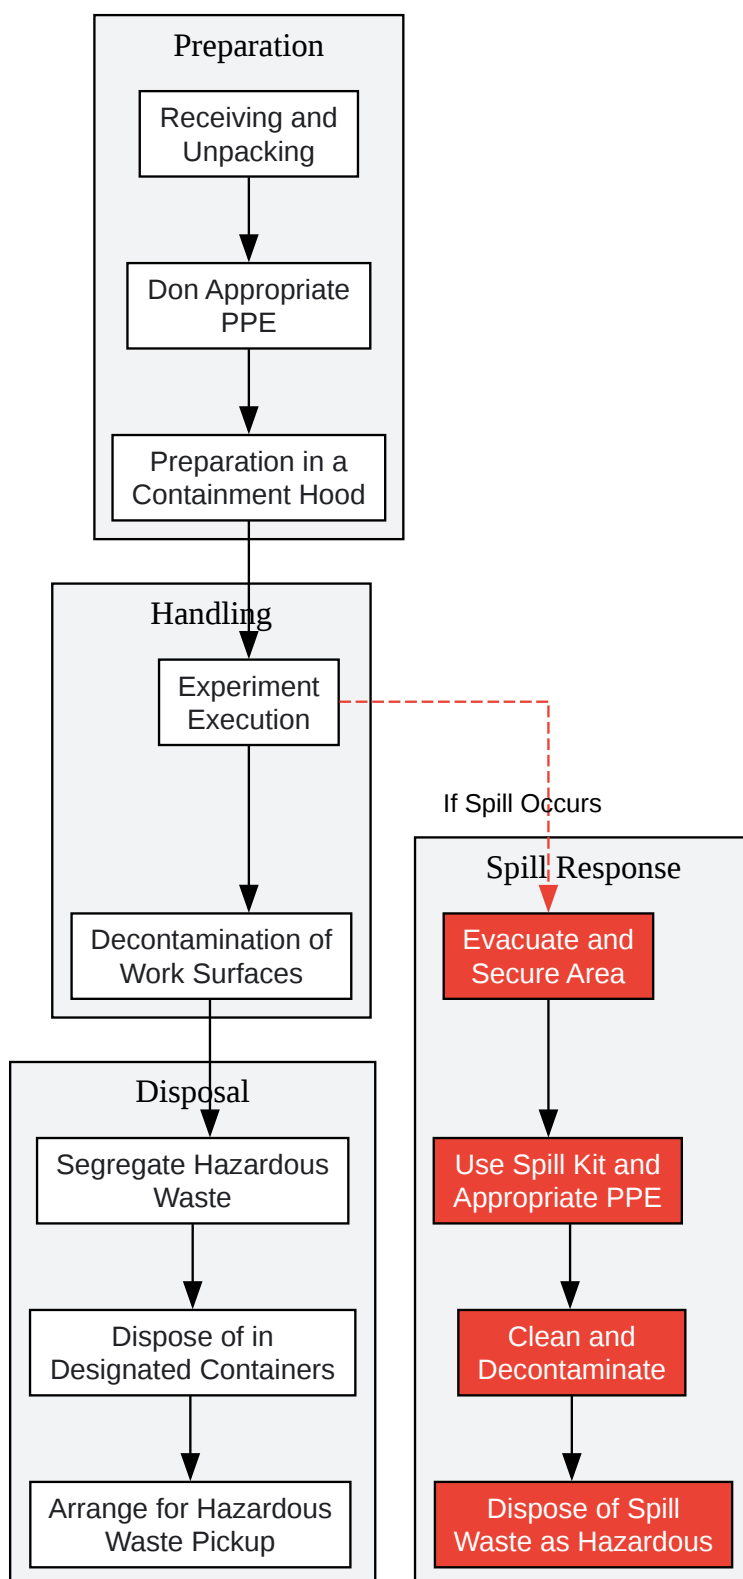 Preparation
Receiving and
Unpacking
Don Appropriate
PPE
Preparation in a
Containment Hood
Handling
Experiment
Execution
If Spill Occurs
Decontamination of
Work Surfaces
Spill Response
Evacuate and
Secure Area
Disposal
Segregate Hazardous
Waste
Dispose of in
Designated Containers
Arrange for Hazardous
Waste Pickup
Use Spill Kit and
Appropriate PPE
Clean and
Decontaminate
Dispose of Spill
Waste as Hazardous